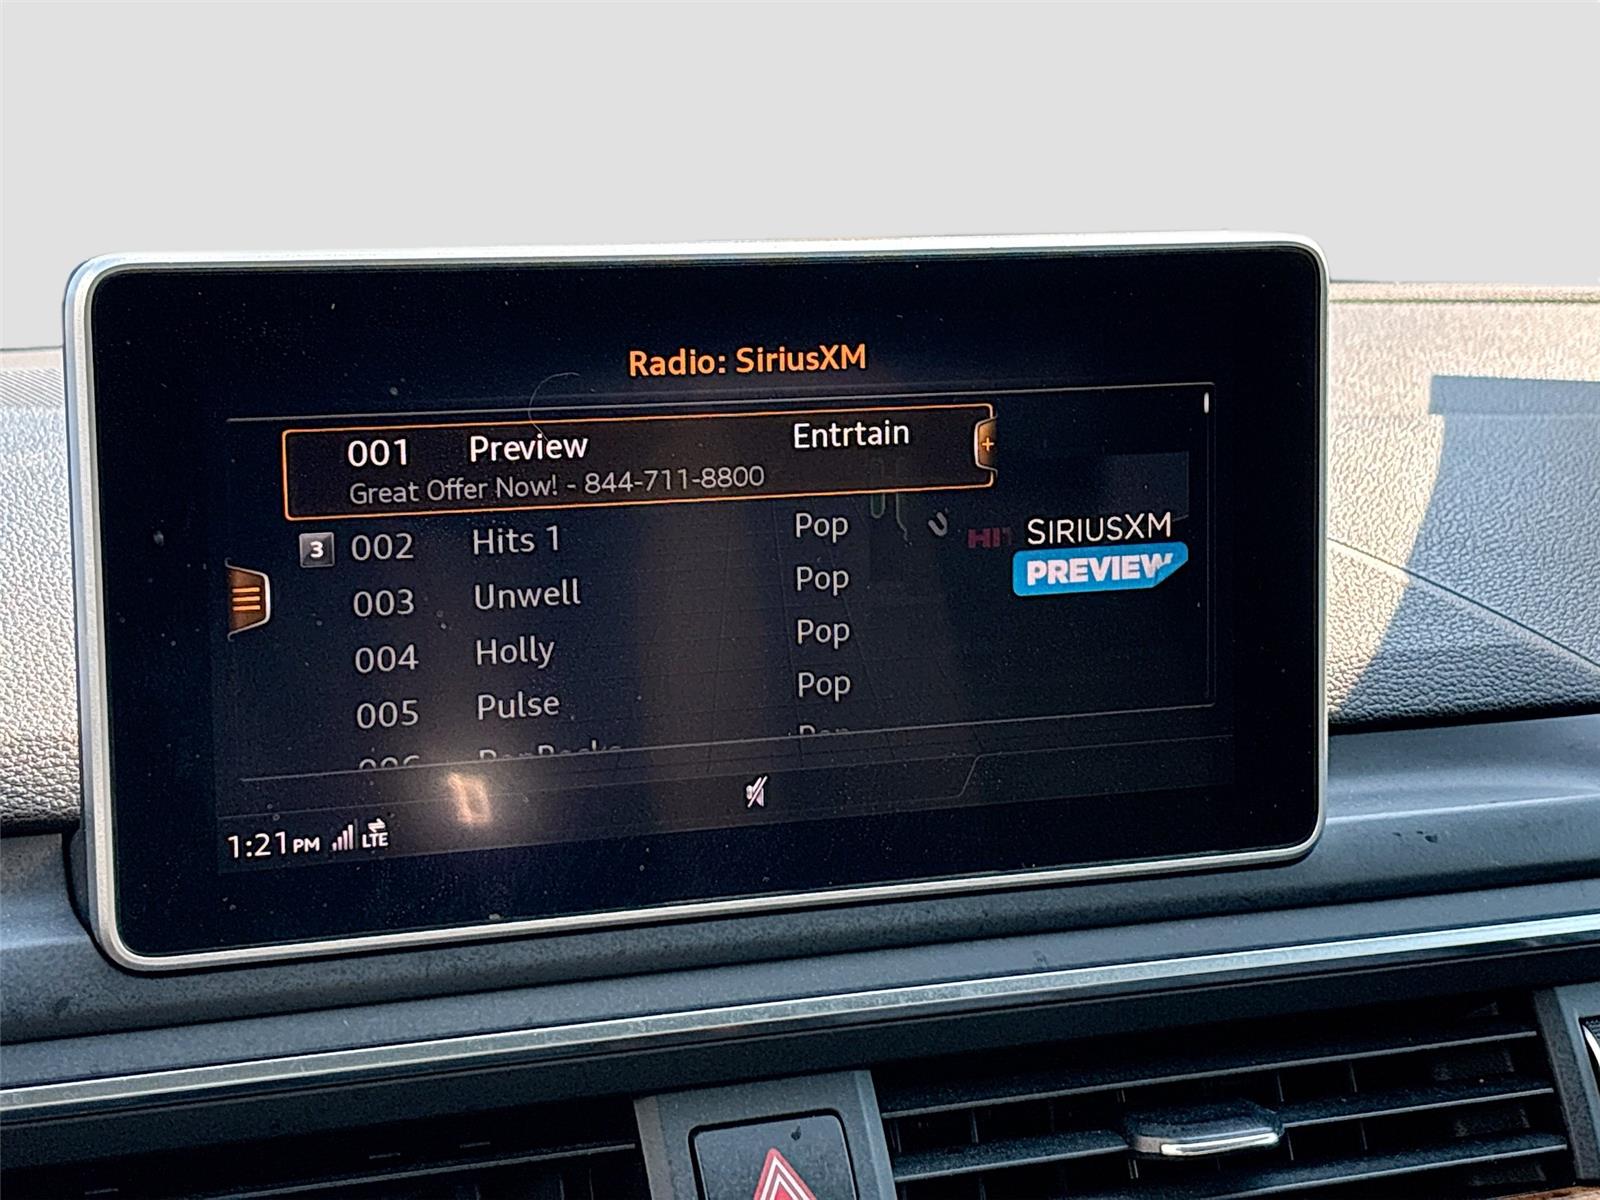 Radio: SiriusXM
001 Preview Entrtain
Great Offer Now! - 844-711-8800
3 002 Hits 1 Pop
003 Unwell Pop
004 Holly Pop
005 Pulse Pop
SIRIUSXM
PREVIEW
1:21PM LTE